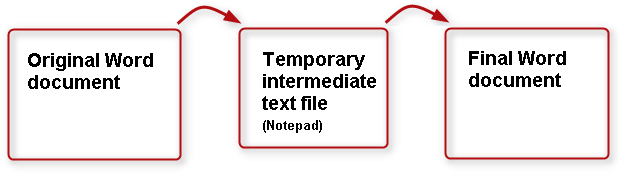 Original Word
document
Temporary
intermediate
text file
(Notepad)
Final Word
document